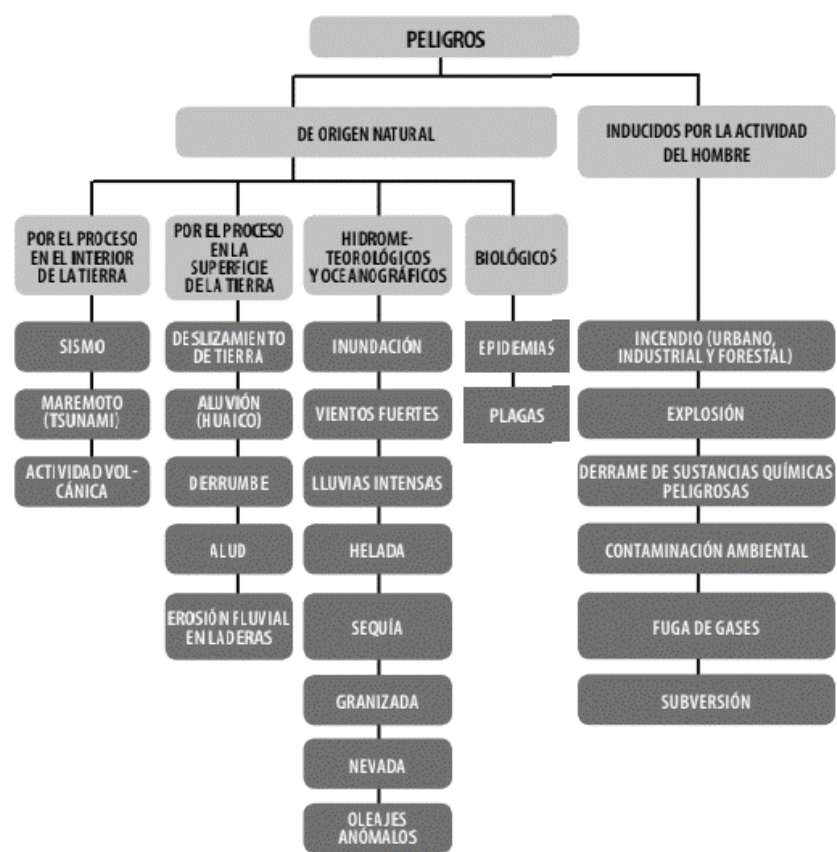 PELIGROS
DE ORIGEN NATURAL
INDUCIDOS POR LA ACTIVIDAD
DEL HOMBRE
POR EL PROCESO
EN EL INTERIOR
DE LA TIERRA
SISMO
MAREMOTO
(TSUNAMI)
ACTIVIDAD VOL-
CÁNICA
POR EL PROCESO
EN LA
SUPERFICIE
DE LA TIERRA
DESLIZAMIENTO
DE TIERRA
ALUVIÓN
(HUAICO)
DERRUMBE
ALUD
EROSIÓN FLUVIAL
EN LADERAS
HIDROME-
TEOROLÓGICOS
Y OCEANOGRÁFICOS
INUNDACIÓN
VIENTOS FUERTES
LLUVIAS INTENSAS
HELADA
SEQUÍA
GRANIZADA
NEVADA
OLEAJES
ANÓMALOS
BIOLÓGICOS
EPIDEMIAS
PLAGAS
INCENDIO (URBANO,
INDUSTRIAL Y FORESTAL)
EXPLOSIÓN
DERRAME DE SUSTANCIAS QUÍMICAS
PELIGROSAS
CONTAMINACIÓN AMBIENTAL
FUGA DE GASES
SUBVERSIÓN